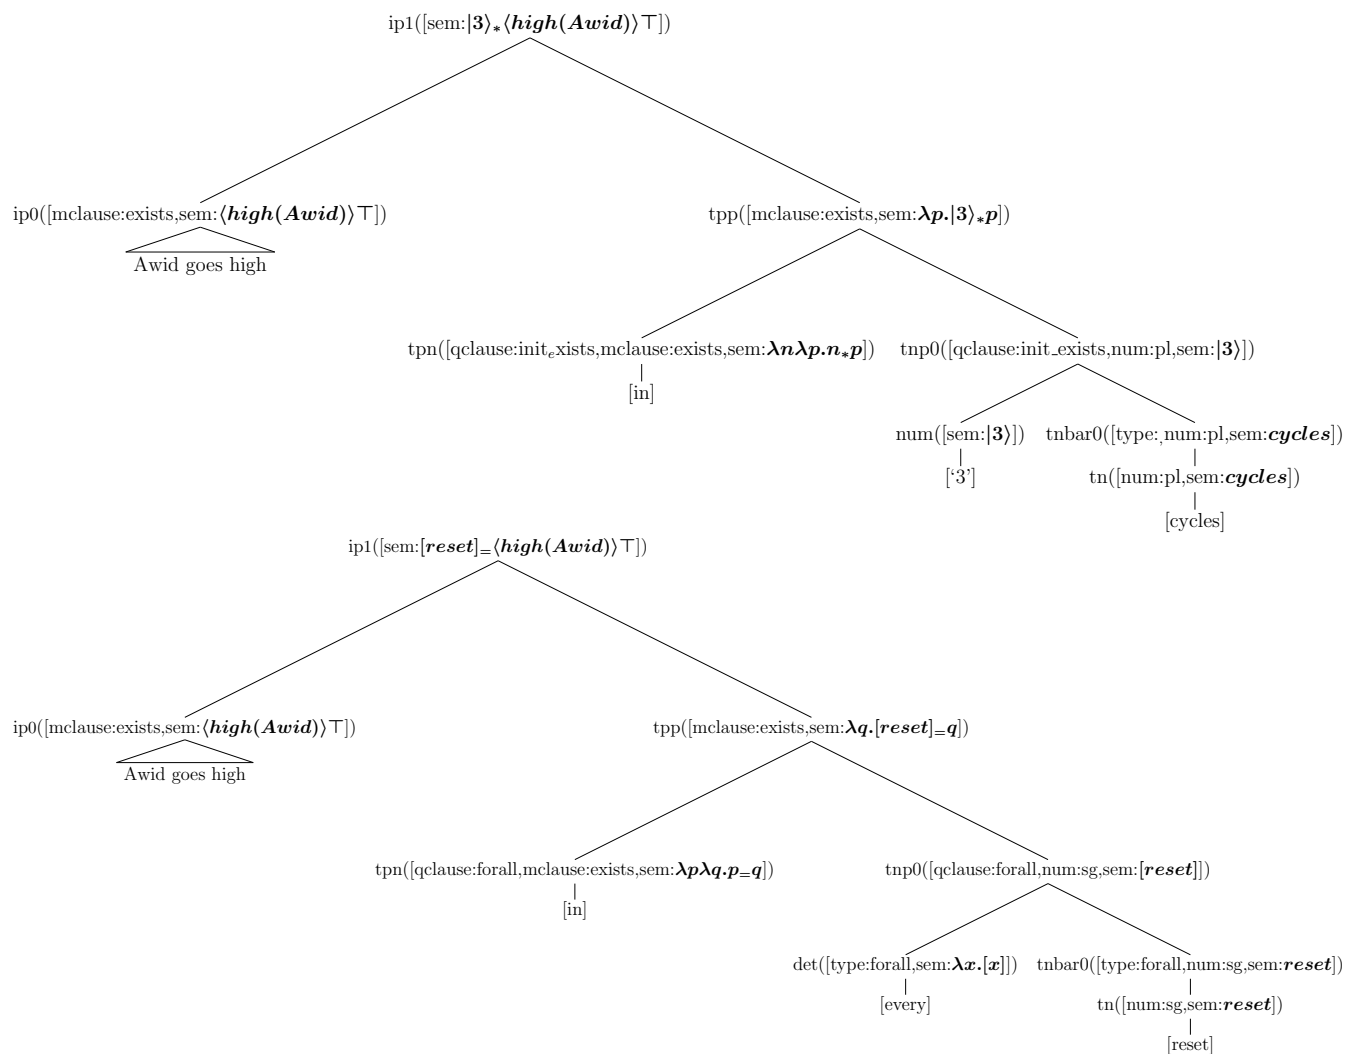 ip1([sem:|3⟩*⟨high(Awid)⟩⊤])
ip0([mclause:exists,sem:⟨high(Awid)⟩⊤]) tpp([mclause:exists,sem:λp.|3⟩*p])
Awid goes high
tpn([qclause:initₑxists,mclause:exists,sem:λnλp.n*p]) tnp0([qclause:init_exists,num:pl,sem:|3⟩])
[in]
num([sem:|3⟩]) tnbar0([type:,num:pl,sem:cycles])
[‘3’] tn([num:pl,sem:cycles])
[cycles]
ip1([sem:[reset]₌⟨high(Awid)⟩⊤])
ip0([mclause:exists,sem:⟨high(Awid)⟩⊤]) tpp([mclause:exists,sem:λq.[reset]₌q])
Awid goes high
tpn([qclause:forall,mclause:exists,sem:λpλq.p₌q]) tnp0([qclause:forall,num:sg,sem:[reset]])
[in]
det([type:forall,sem:λx.[x]]) tnbar0([type:forall,num:sg,sem:reset])
[every] tn([num:sg,sem:reset])
[reset]